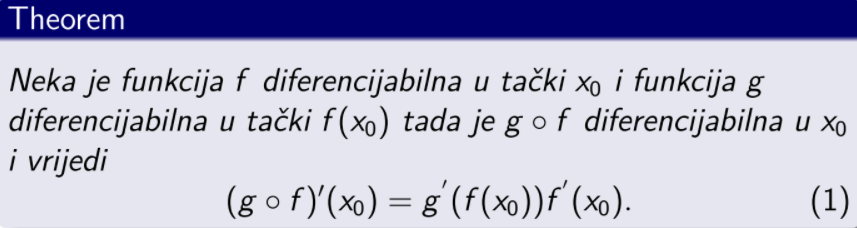 Theorem
Neka je funkcija f diferencijabilna u tački x₀ i funkcija g
diferencijabilna u tački f(x₀) tada je g ∘ f diferencijabilna u x₀
i vrijedi
(g ∘ f)′(x₀) = g′(f(x₀))f′(x₀). (1)